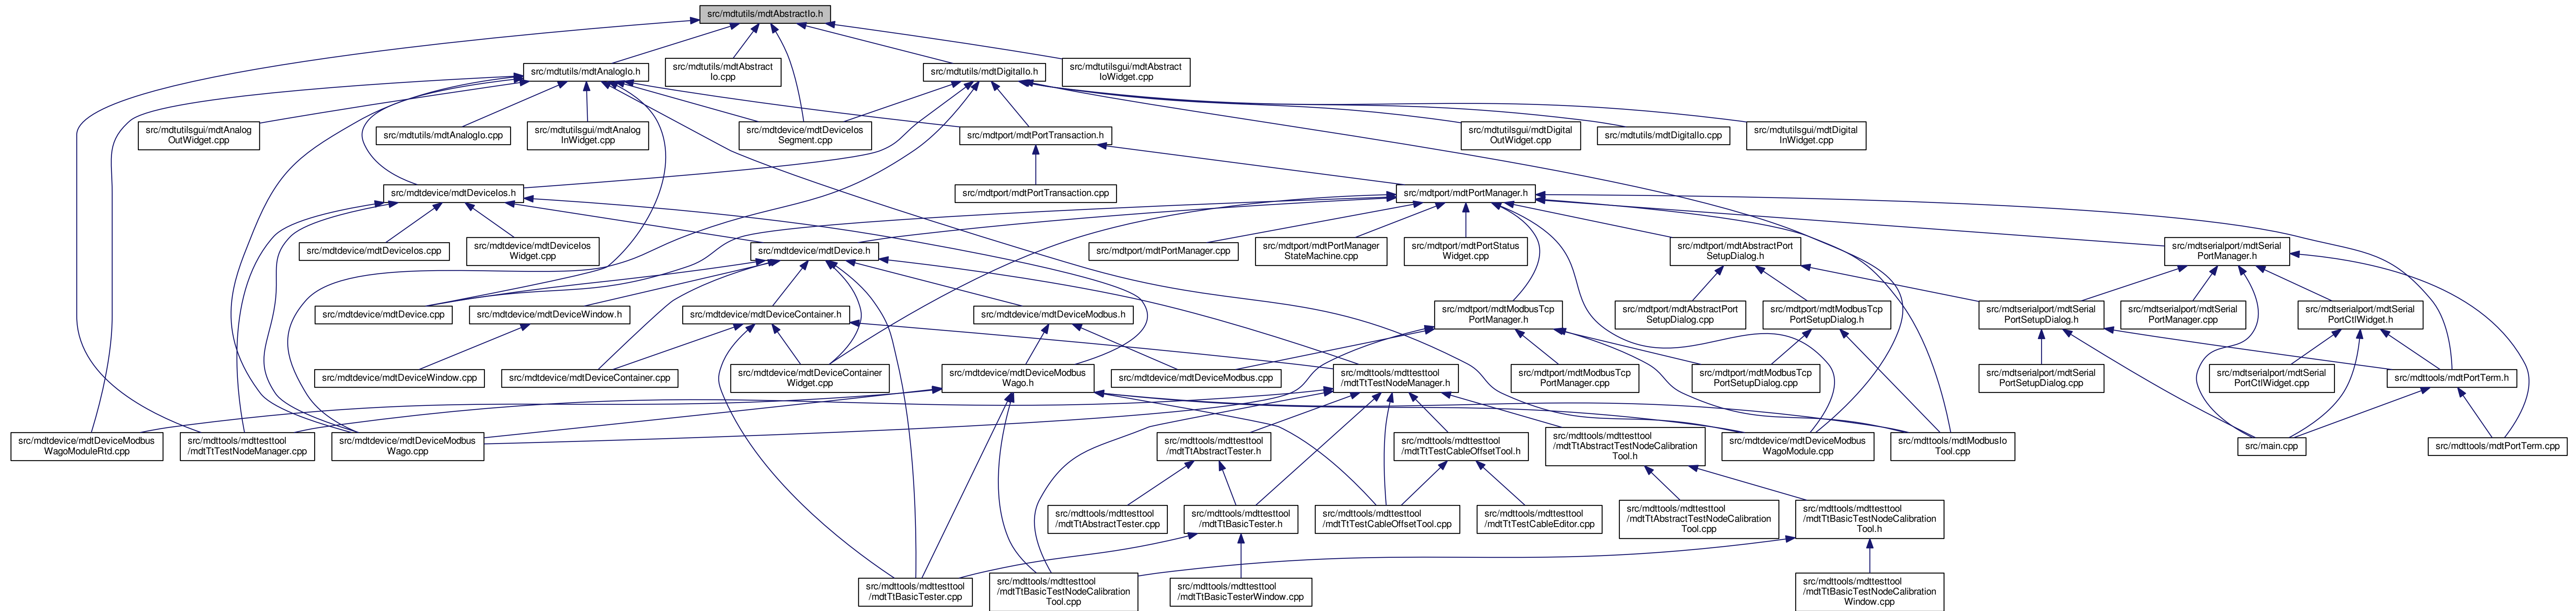 src/mdtutils/mdtAbstractIo.h
src/mdtutils/mdtAnalogIo.h
src/mdtutils/mdtAbstract
Io.cpp
src/mdtutils/mdtDigitalIo.h
src/mdtutilsgui/mdtAbstract
IoWidget.cpp
src/mdtutilsgui/mdtAnalog
OutWidget.cpp
src/mdtutils/mdtAnalogIo.cpp
src/mdtutilsgui/mdtAnalog
InWidget.cpp
src/mdtdevice/mdtDeviceIos
Segment.cpp
src/mdtport/mdtPortTransaction.h
src/mdtutilsgui/mdtDigital
OutWidget.cpp
src/mdtutils/mdtDigitalIo.cpp
src/mdtutilsgui/mdtDigital
InWidget.cpp
src/mdtdevice/mdtDeviceIos.h
src/mdtport/mdtPortTransaction.cpp
src/mdtport/mdtPortManager.h
src/mdtdevice/mdtDeviceIos.cpp
src/mdtdevice/mdtDeviceIos
Widget.cpp
src/mdtdevice/mdtDevice.h
src/mdtport/mdtPortManager.cpp
src/mdtport/mdtPortManager
StateMachine.cpp
src/mdtport/mdtPortStatus
Widget.cpp
src/mdtport/mdtAbstractPort
SetupDialog.h
src/mdtserialport/mdtSerial
PortManager.h
src/mdtdevice/mdtDevice.cpp
src/mdtdevice/mdtDeviceWindow.h
src/mdtdevice/mdtDeviceContainer.h
src/mdtdevice/mdtDeviceModbus.h
src/mdtport/mdtModbusTcp
PortManager.h
src/mdtport/mdtAbstractPort
SetupDialog.cpp
src/mdtport/mdtModbusTcp
PortSetupDialog.h
src/mdtserialport/mdtSerial
PortSetupDialog.h
src/mdtserialport/mdtSerial
PortManager.cpp
src/mdtserialport/mdtSerial
PortCtlWidget.h
src/mdtdevice/mdtDeviceWindow.cpp
src/mdtdevice/mdtDeviceContainer.cpp
src/mdtdevice/mdtDeviceContainer
Widget.cpp
src/mdtdevice/mdtDeviceModbus
Wago.h
src/mdtdevice/mdtDeviceModbus.cpp
src/mdttools/mdttesttool
/mdtTtTestNodeManager.h
src/mdtport/mdtModbusTcp
PortManager.cpp
src/mdtport/mdtModbusTcp
PortSetupDialog.cpp
src/mdtserialport/mdtSerial
PortSetupDialog.cpp
src/mdtserialport/mdtSerial
PortCtlWidget.cpp
src/mdttools/mdtPortTerm.h
src/mdtdevice/mdtDeviceModbus
WagoModuleRtd.cpp
src/mdttools/mdttesttool
/mdtTtTestNodeManager.cpp
src/mdtdevice/mdtDeviceModbus
Wago.cpp
src/mdttools/mdttesttool
/mdtTtAbstractTester.h
src/mdttools/mdttesttool
/mdtTtTestCableOffsetTool.h
src/mdttools/mdttesttool
/mdtTtAbstractTestNodeCalibration
Tool.h
src/mdtdevice/mdtDeviceModbus
WagoModule.cpp
src/mdttools/mdtModbusIo
Tool.cpp
src/main.cpp
src/mdttools/mdtPortTerm.cpp
src/mdttools/mdttesttool
/mdtTtAbstractTester.cpp
src/mdttools/mdttesttool
/mdtTtBasicTester.h
src/mdttools/mdttesttool
/mdtTtTestCableOffsetTool.cpp
src/mdttools/mdttesttool
/mdtTtTestCableEditor.cpp
src/mdttools/mdttesttool
/mdtTtAbstractTestNodeCalibration
Tool.cpp
src/mdttools/mdttesttool
/mdtTtBasicTestNodeCalibration
Tool.h
src/mdttools/mdttesttool
/mdtTtBasicTester.cpp
src/mdttools/mdttesttool
/mdtTtBasicTestNodeCalibration
Tool.cpp
src/mdttools/mdttesttool
/mdtTtBasicTesterWindow.cpp
src/mdttools/mdttesttool
/mdtTtBasicTestNodeCalibration
Window.cpp